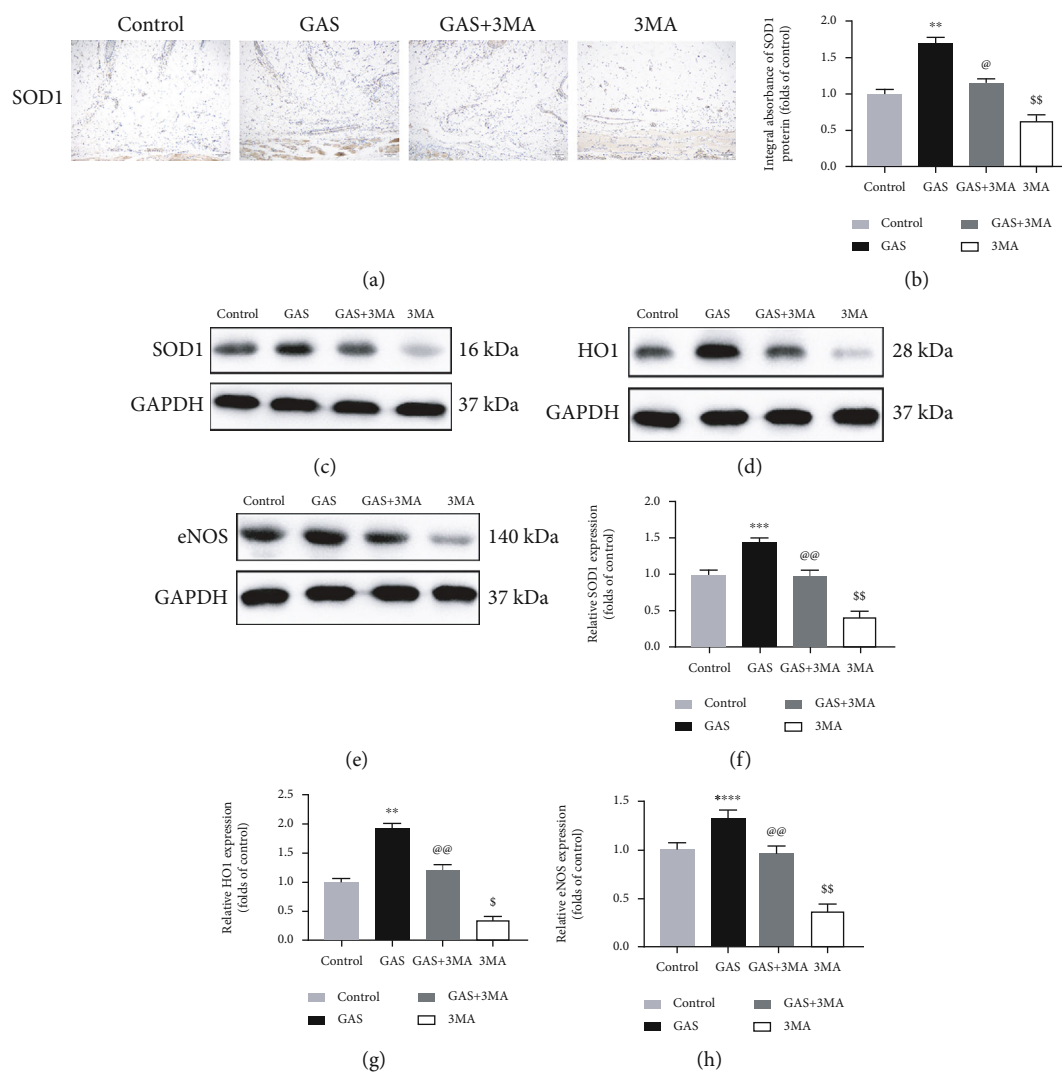 Control GAS GAS+3MA 3MA
SOD1
(a)
Integral absorbance of SOD1
proterin (folds of control)
2.0
1.5
1.0
0.5
0.0
**
@
$$
Control GAS GAS+3MA 3MA
Control GAS+3MA
GAS 3MA
(b)
Control GAS GAS+3MA 3MA
SOD1 16 kDa
GAPDH 37 kDa
(c)
Control GAS GAS+3MA 3MA
HO1 28 kDa
GAPDH 37 kDa
(d)
Control GAS GAS+3MA 3MA
eNOS 140 kDa
GAPDH 37 kDa
(e)
Relative SOD1 expression
(folds of control)
2.0
1.5
1.0
0.5
0.0
***
@@
$$
Control GAS GAS+3MA 3MA
Control GAS+3MA
GAS 3MA
(f)
Relative HO1 expression
(folds of control)
2.5
2.0
1.5
1.0
0.5
0.0
**
@@
$
Control GAS GAS+3MA 3MA
Control GAS+3MA
GAS 3MA
(g)
Relative eNOS expression
(folds of control)
1.5
1.0
0.5
0.0
****
@@
$$
Control GAS GAS+3MA 3MA
Control GAS+3MA
GAS 3MA
(h)